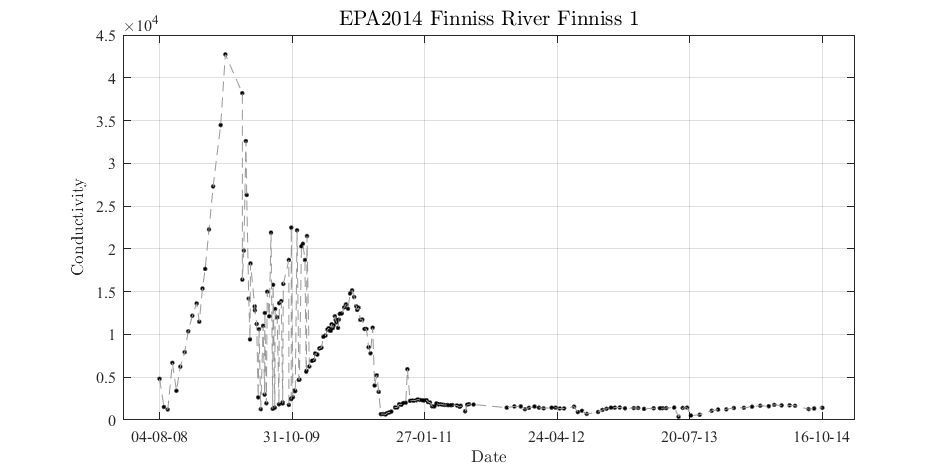 EPA2014 Finniss River Finniss 1
×10⁴
4.5
4
3.5
3
2.5
2
1.5
1
0.5
0
Conductivity
04-08-08 31-10-09 27-01-11 24-04-12 20-07-13 16-10-14
Date